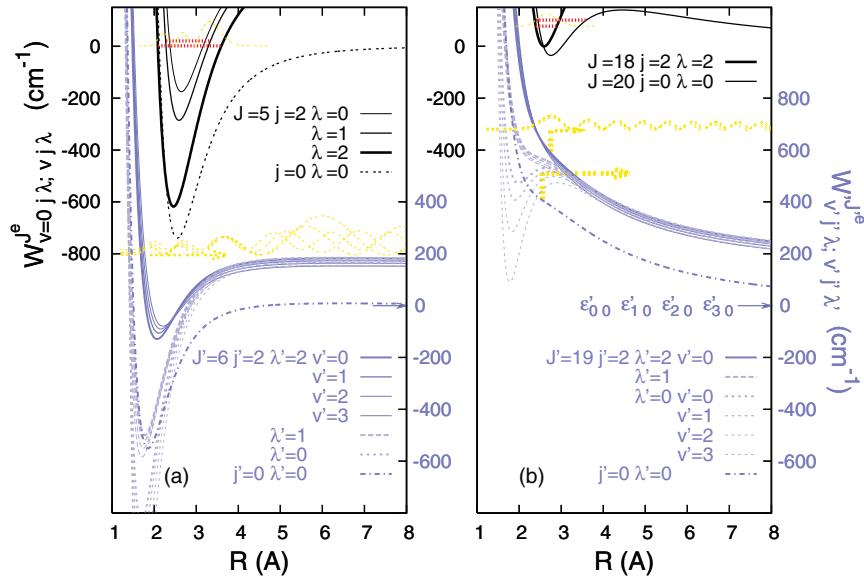 W^{J^e}_{v=0 j λ; v j λ} (cm⁻¹)
0
-200
-400
-600
-800
J=5 j=2 λ=0
λ=1
λ=2
j=0 λ=0
400
200
0
-200
-400
-600
J'=6 j'=2 λ'=2 v'=0
v'=1
v'=2
v'=3
λ'=1
λ'=0
j'=0 λ'=0
(a)
1 2 3 4 5 6 7 8
R (A)
0
-200
-400
-600
-800
J=18 j=2 λ=2
J=20 j=0 λ=0
800
600
400
200
0
-200
-400
-600
ε'₀₀ ε'₁₀ ε'₂₀ ε'₃₀
J'=19 j'=2 λ'=2 v'=0
λ'=1
λ'=0 v'=0
v'=1
v'=2
v'=3
j'=0 λ'=0
(b)
1 2 3 4 5 6 7 8
R (A)
W'^{J'^e}_{v' j' λ; v' j' λ'} (cm⁻¹)